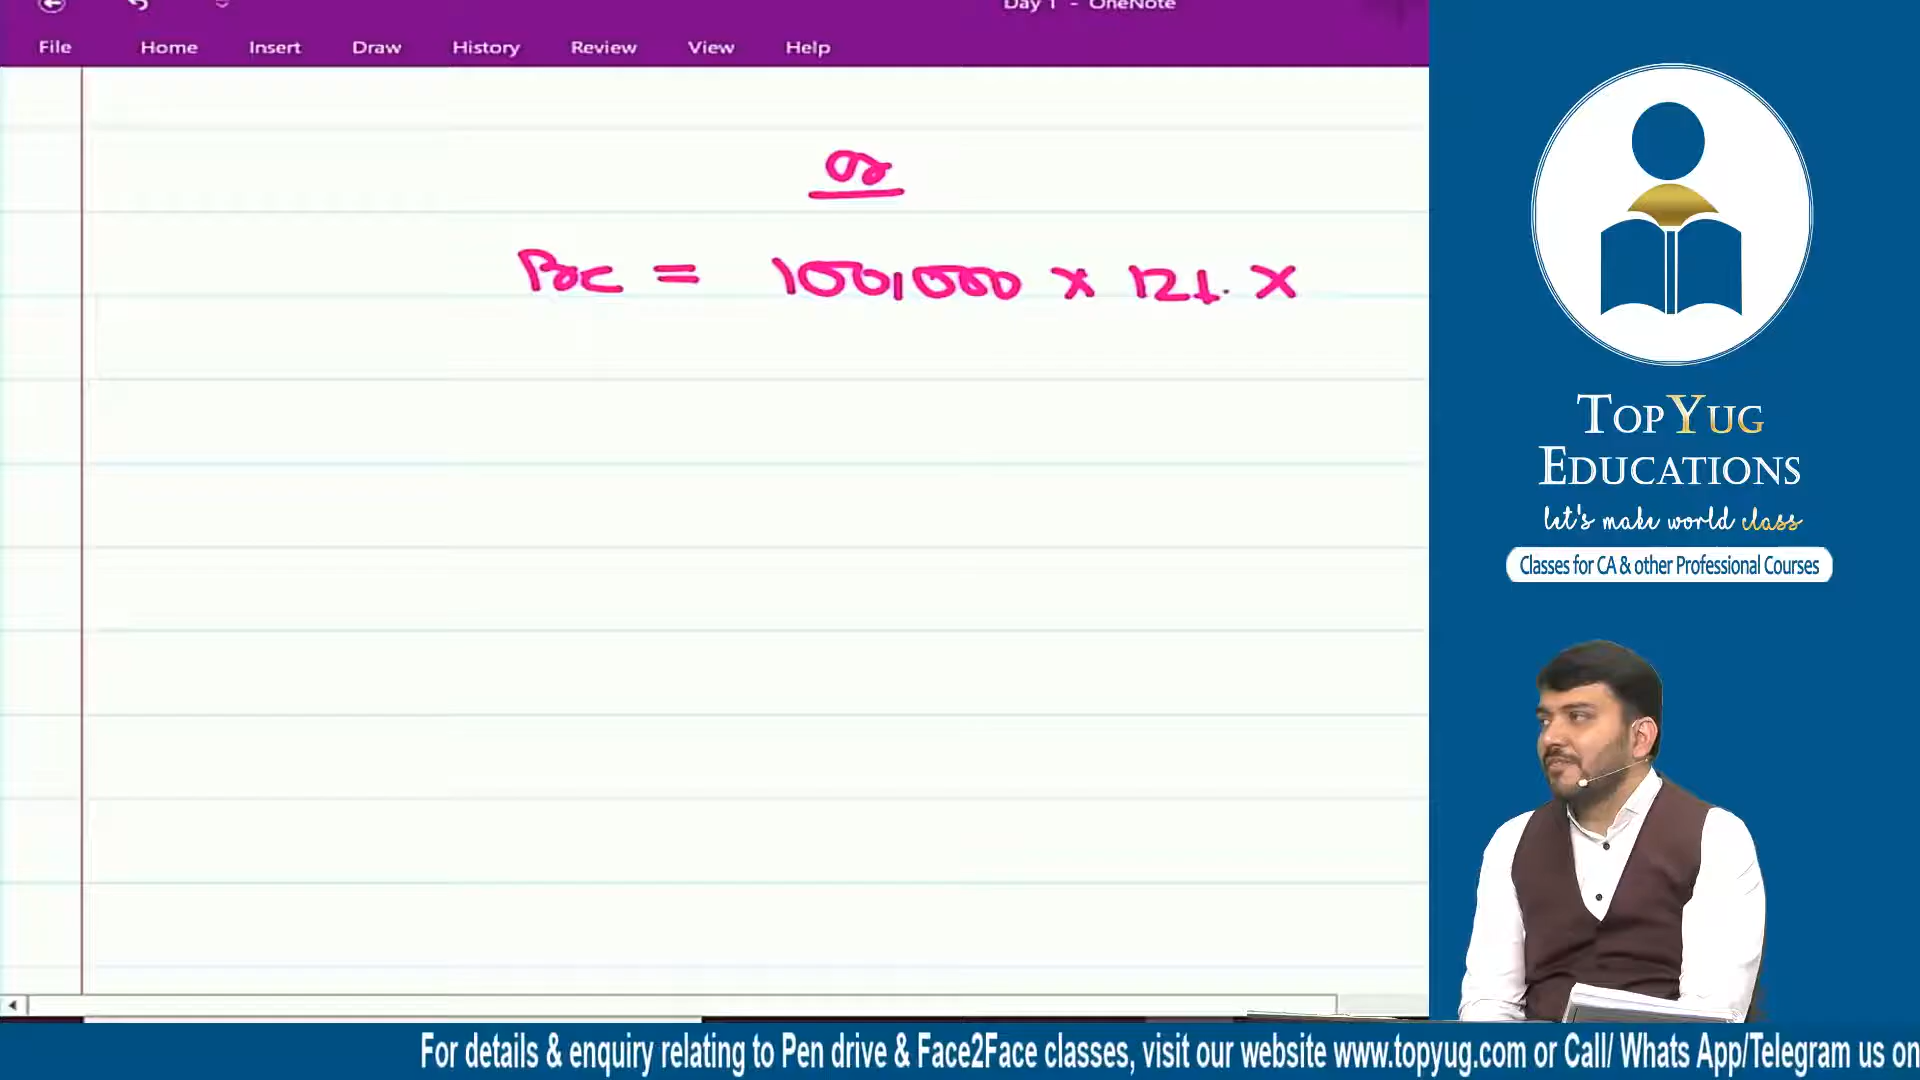 Day 1 - OneNote
File Home Insert Draw History Review View Help
or
BC = 100,000 x 12%. x
TOPYUG
EDUCATIONS
let's make world class
Classes for CA & other Professional Courses
For details & enquiry relating to Pen drive & Face2Face classes, visit our website www.topyug.com or Call/ Whats App/Telegram us on